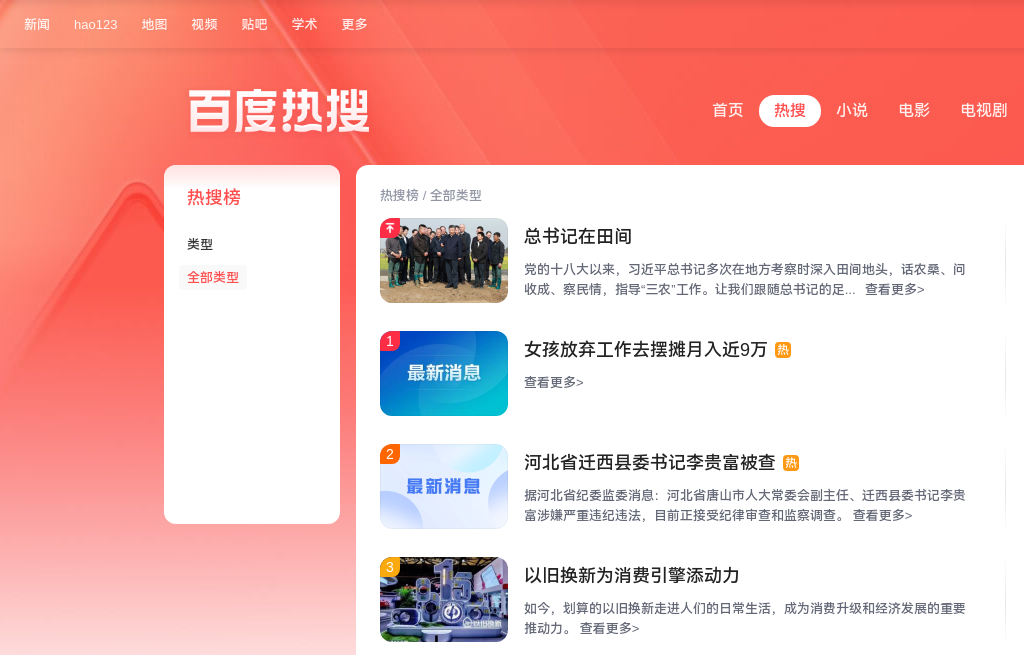 新闻 hao123 地图 视频 贴吧 学术 更多
百度热搜
首页 热搜 小说 电影 电视剧
热搜榜
类型
全部类型
热搜榜 / 全部类型
总书记在田间
党的十八大以来，习近平总书记多次在地方考察时深入田间地头，话农桑、问
收成、察民情，指导“三农”工作。让我们跟随总书记的足... 查看更多>
1
最新消息
女孩放弃工作去摆摊月入近9万 热
查看更多>
2
最新消息
河北省迁西县委书记李贵富被查 热
据河北省纪委监委消息：河北省唐山市人大常委会副主任、迁西县委书记李贵
富涉嫌严重违纪违法，目前正接受纪律审查和监察调查。 查看更多>
3
以旧换新
以旧换新为消费引擎添动力
如今，划算的以旧换新走进人们的日常生活，成为消费升级和经济发展的重要
推动力。 查看更多>